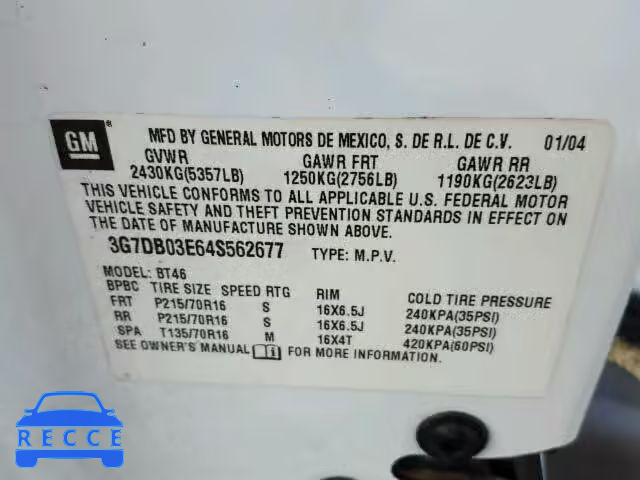 GM ® MFD BY GENERAL MOTORS DE MEXICO, S. DE R.L. DE C.V. 01/04
GVWR GAWR FRT GAWR RR
2430KG(5357LB) 1250KG(2756LB) 1190KG(2623LB)
THIS VEHICLE CONFORMS TO ALL APPLICABLE U.S. FEDERAL MOTOR
VEHICLE SAFETY AND THEFT PREVENTION STANDARDS IN EFFECT ON
THE DATE OF MANUFACTURE SHOWN ABOVE.
3G7DB03E64S562677 TYPE: M.P.V.
MODEL: BT46
BPBC TIRE SIZE SPEED RTG RIM COLD TIRE PRESSURE
FRT P215/70R16 S 16X6.5J 240KPA(35PSI)
RR P215/70R16 S 16X6.5J 240KPA(35PSI)
SPA T135/70R16 M 16X4T 420KPA(60PSI)
SEE OWNER'S MANUAL FOR MORE INFORMATION.
RECCE